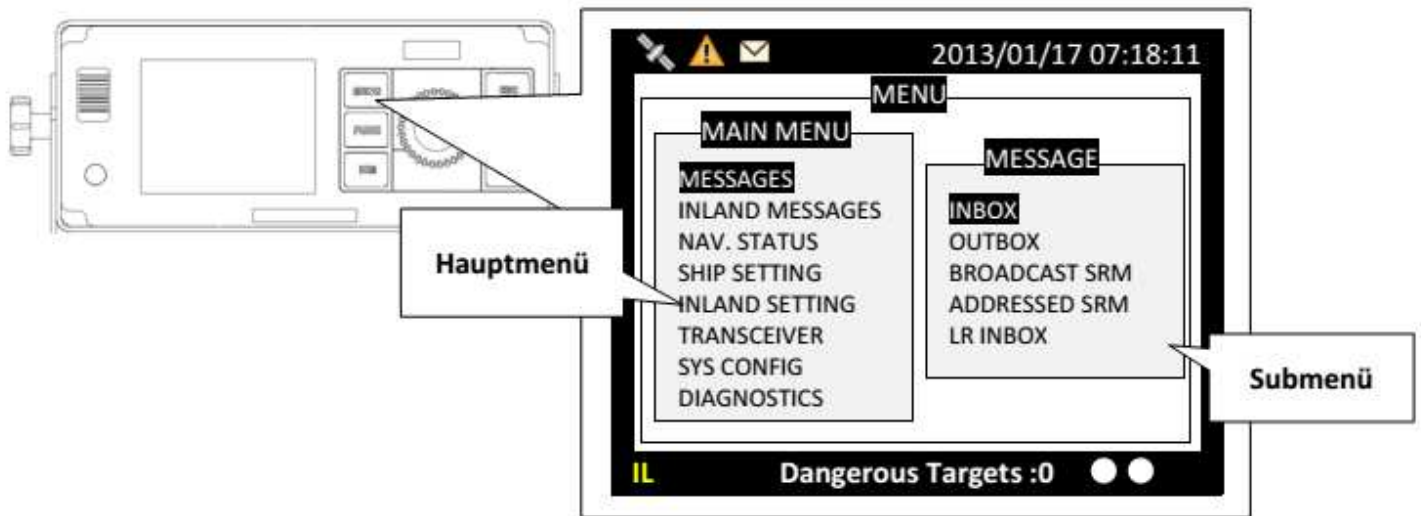 2013/01/17 07:18:11
MENU
MAIN MENU
MESSAGES
INLAND MESSAGES
NAV. STATUS
SHIP SETTING
INLAND SETTING
TRANSCEIVER
SYS CONFIG
DIAGNOSTICS
MESSAGE
INBOX
OUTBOX
BROADCAST SRM
ADDRESSED SRM
LR INBOX
Hauptmenü
Submenü
IL Dangerous Targets :0